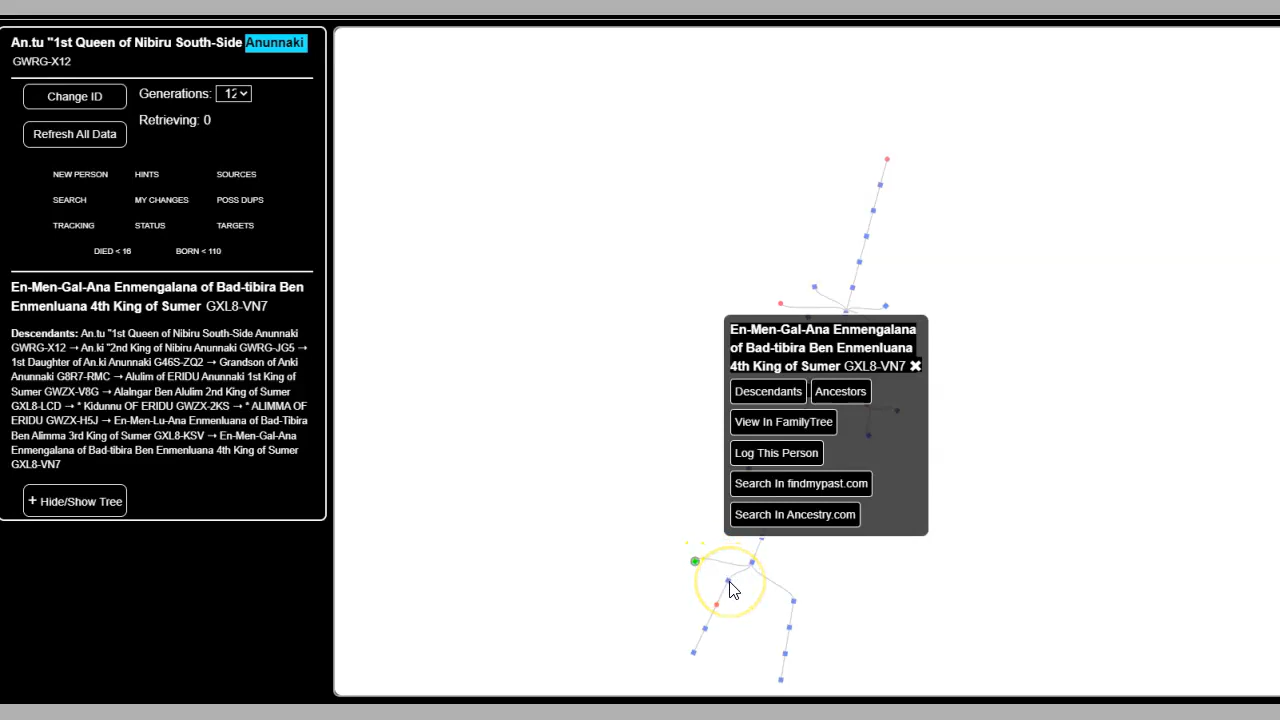 An.tu "1st Queen of Nibiru South-Side Anunnaki
GWRG-X12
Change ID
Generations: 12
Refresh All Data
Retrieving: 0
NEW PERSON HINTS SOURCES
SEARCH MY CHANGES POSS DUPS
TRACKING STATUS TARGETS
DIED < 16 BORN < 110
En-Men-Gal-Ana Enmengalana of Bad-tibira Ben
Enmenluana 4th King of Sumer GXL8-VN7
Descendants: An.tu "1st Queen of Nibiru South-Side Anunnaki
GWRG-X12 → An.ki "2nd King of Nibiru Anunnaki GWRG-JG5 →
1st Daughter of An.ki Anunnaki G46S-ZQ2 → Grandson of Anki
Anunnaki G8R7-RMC → Alulim of ERIDU Anunnaki 1st King of
Sumer GWZX-V8G → Alalngar Ben Alulim 2nd King of Sumer
GXL8-LCD → * Kidunnu OF ERIDU GWZX-2KS → * ALIMMA OF
ERIDU GWZX-H5J → En-Men-Lu-Ana Enmenluana of Bad-Tibira
Ben Alimma 3rd King of Sumer GXL8-KSV → En-Men-Gal-Ana
Enmengalana of Bad-tibira Ben Enmenluana 4th King of Sumer
GXL8-VN7
+ Hide/Show Tree
En-Men-Gal-Ana Enmengalana
of Bad-tibira Ben Enmenluana
4th King of Sumer GXL8-VN7 ✖
Descendants Ancestors
View In FamilyTree
Log This Person
Search In findmypast.com
Search In Ancestry.com